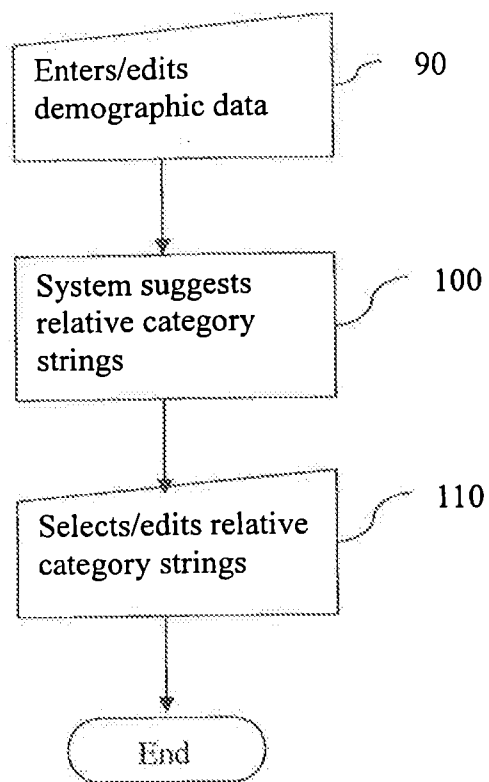 Enters/edits
demographic data
90
System suggests
relative category
strings
100
Selects/edits relative
category strings
110
End